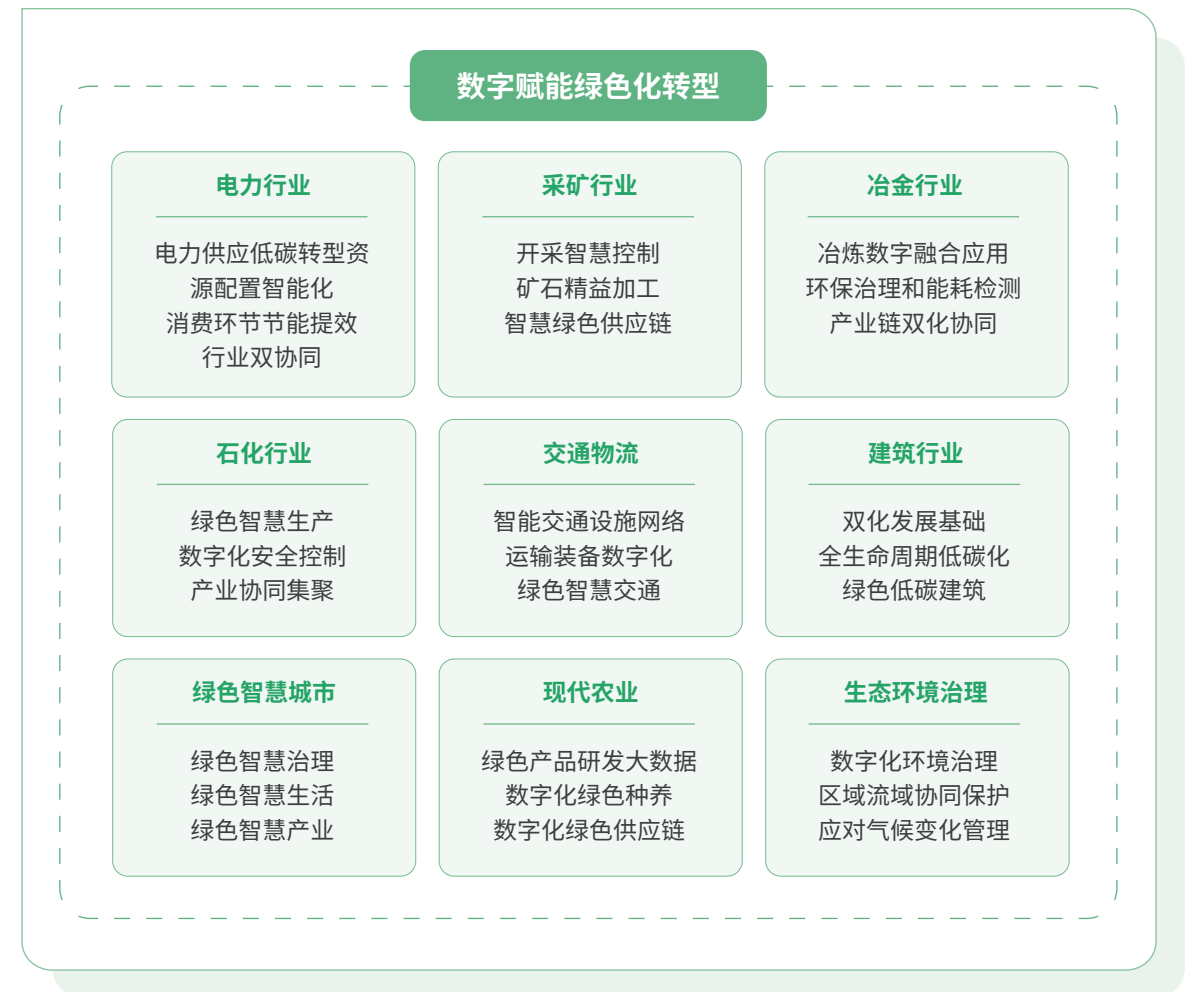 数字赋能绿色化转型
电力行业
电力供应低碳转型资
源配置智能化
消费环节节能提效
行业双协同
采矿行业
开采智慧控制
矿石精益加工
智慧绿色供应链
冶金行业
冶炼数字融合应用
环保治理和能耗检测
产业链双化协同
石化行业
绿色智慧生产
数字化安全控制
产业协同集聚
交通物流
智能交通设施网络
运输装备数字化
绿色智慧交通
建筑行业
双化发展基础
全生命周期低碳化
绿色低碳建筑
绿色智慧城市
绿色智慧治理
绿色智慧生活
绿色智慧产业
现代农业
绿色产品研发大数据
数字化绿色种养
数字化绿色供应链
生态环境治理
数字化环境治理
区域流域协同保护
应对气候变化管理